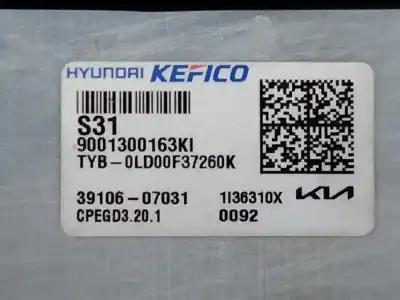 HYUNDAI KEFICO
S31
9001300163KI
TYB-0LD00F37260K
39106-07031 1I36310X KIA
CPEGD3.20.1 0092